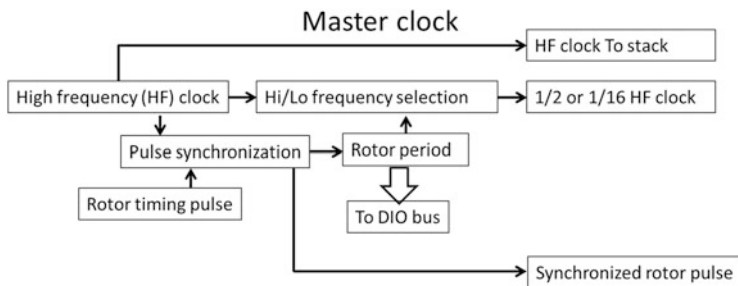 Master clock
HF clock To stack
High frequency (HF) clock
Hi/Lo frequency selection
1/2 or 1/16 HF clock
Pulse synchronization
Rotor period
Rotor timing pulse
To DIO bus
Synchronized rotor pulse